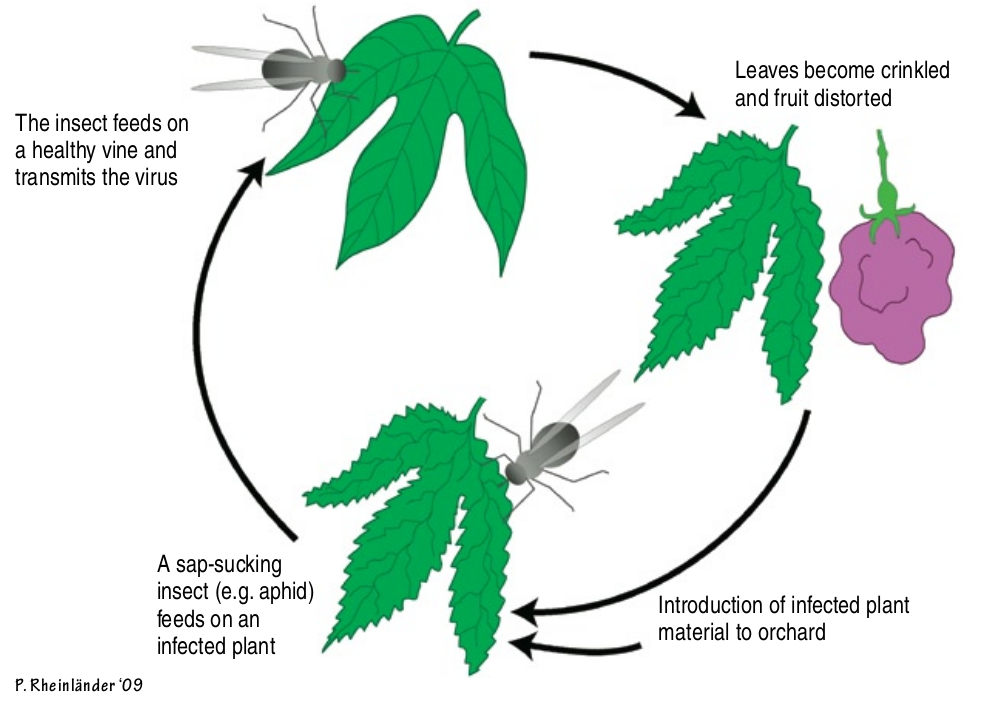 Leaves become crinkled
and fruit distorted
The insect feeds on
a healthy vine and
transmits the virus
A sap-sucking
insect (e.g. aphid)
feeds on an
infected plant
Introduction of infected plant
material to orchard
P. Rheinländer ‘09